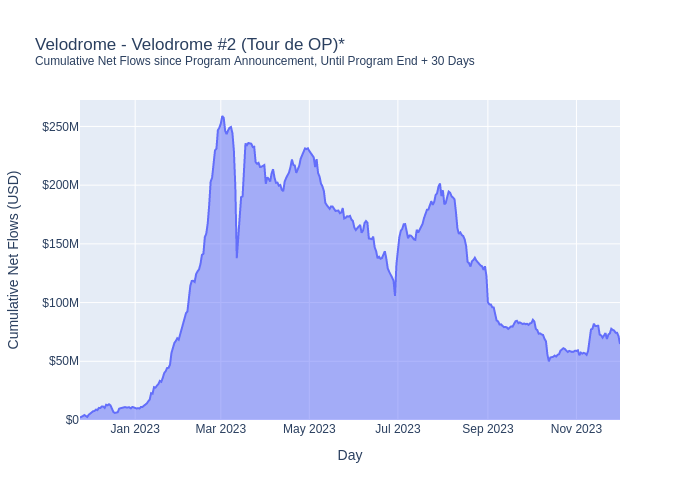 Velodrome - Velodrome #2 (Tour de OP)*
Cumulative Net Flows since Program Announcement, Until Program End + 30 Days
Cumulative Net Flows (USD)
$250M
$200M
$150M
$100M
$50M
$0
Jan 2023
Mar 2023
May 2023
Jul 2023
Sep 2023
Nov 2023
Day